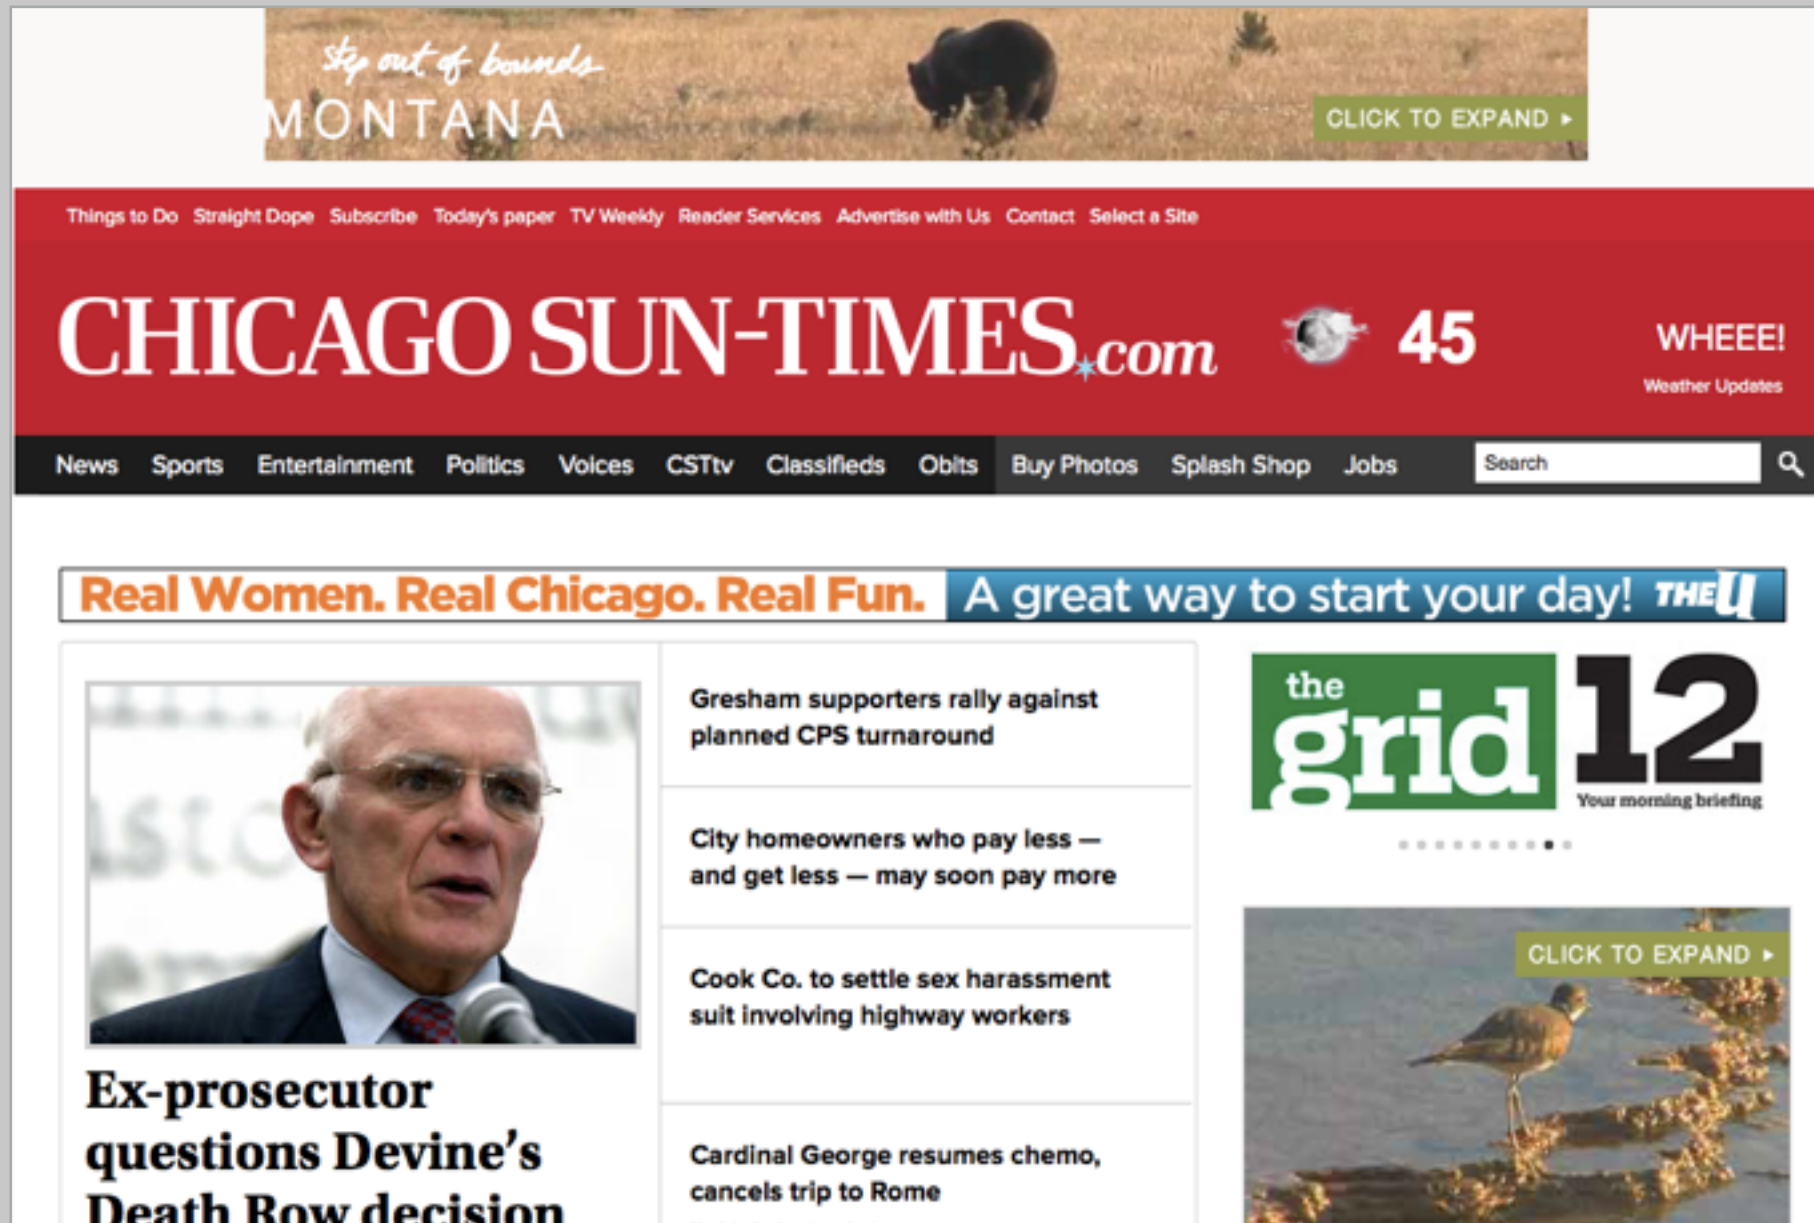 Step out of bounds
MONTANA
CLICK TO EXPAND
Things to Do Straight Dope Subscribe Today's paper TV Weekly Reader Services Advertise with Us Contact Select a Site
CHICAGO SUN-TIMES.com
45
WHEEE!
Weather Updates
News Sports Entertainment Politics Voices CSTtv Classifieds Obits Buy Photos Splash Shop Jobs Search
Real Women. Real Chicago. Real Fun. A great way to start your day! THE U
Ex-prosecutor
questions Devine’s
Death Row decision
Gresham supporters rally against
planned CPS turnaround
City homeowners who pay less —
and get less — may soon pay more
Cook Co. to settle sex harassment
suit involving highway workers
Cardinal George resumes chemo,
cancels trip to Rome
the
grid
12
Your morning briefing
CLICK TO EXPAND